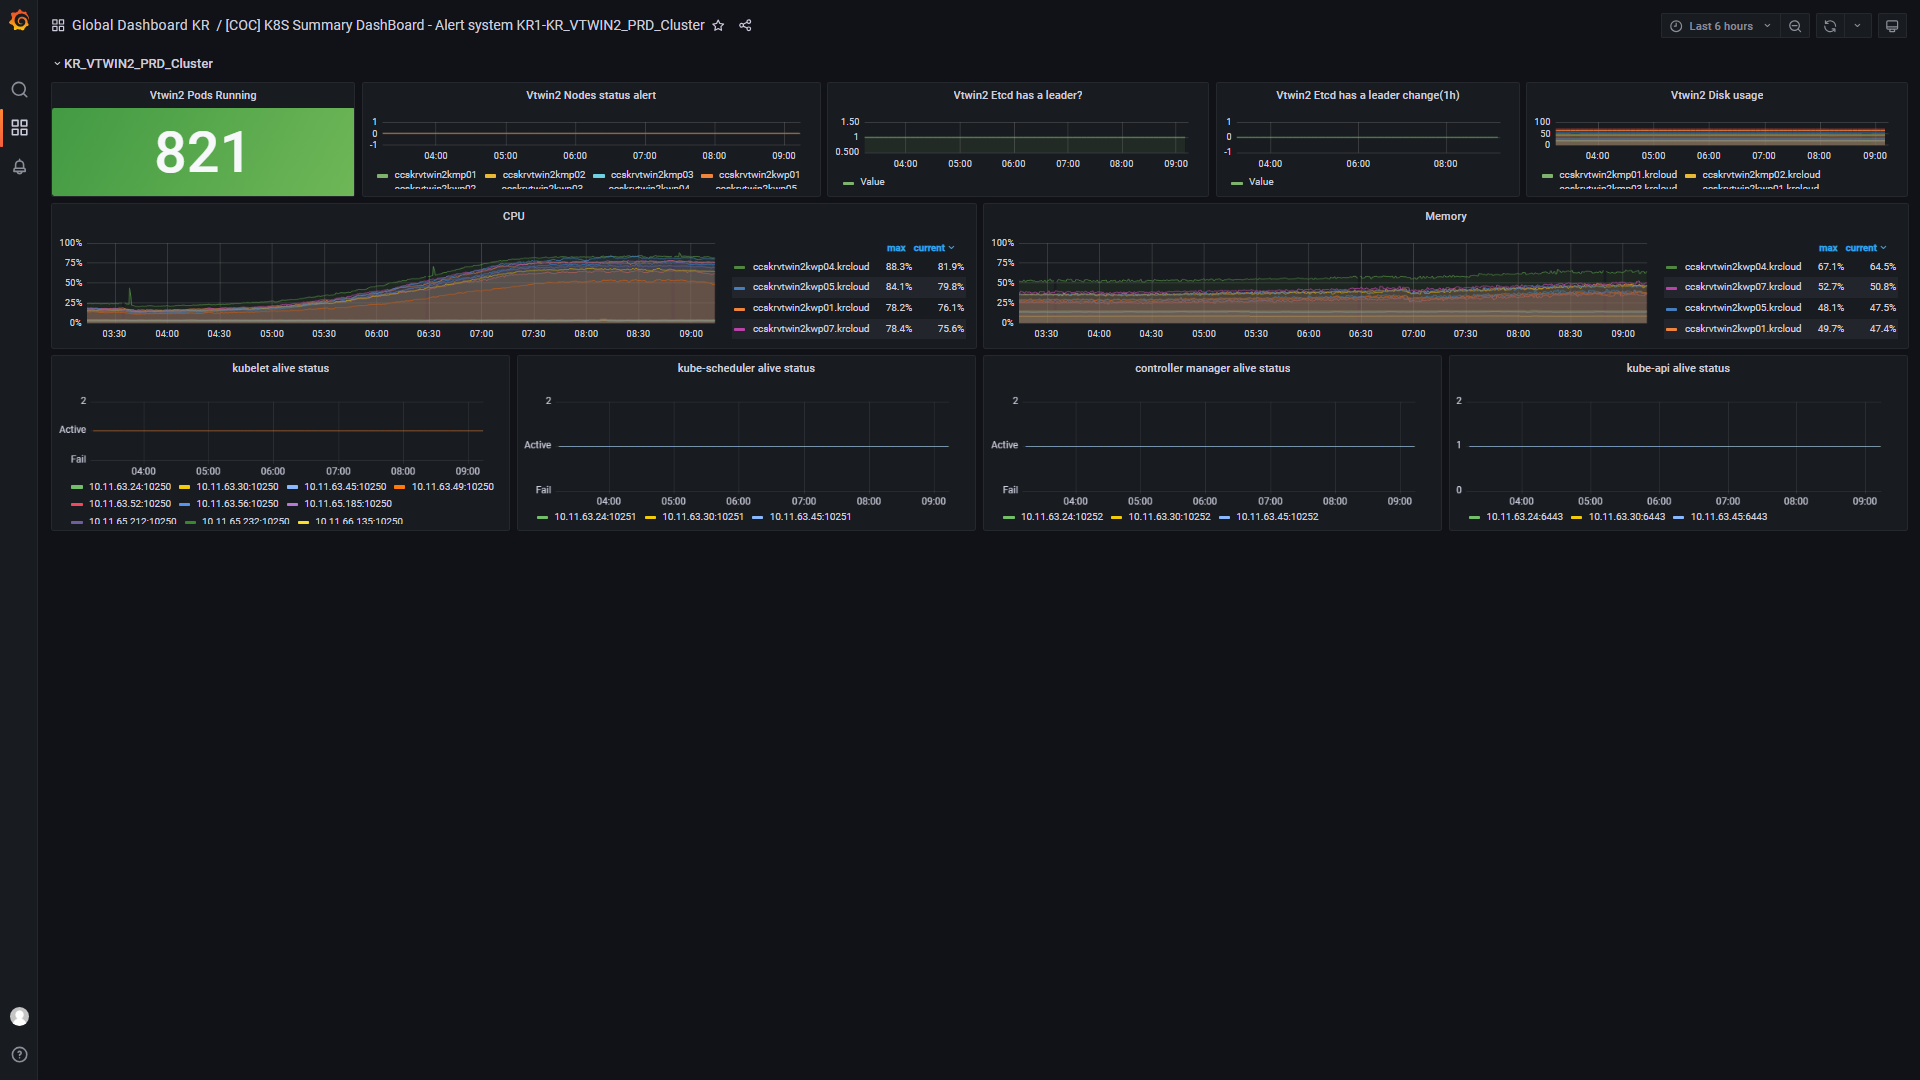 Global Dashboard KR / [COC] K8S Summary DashBoard - Alert system KR1-KR_VTWIN2_PRD_Cluster
Last 6 hours
KR_VTWIN2_PRD_Cluster
Vtwin2 Pods Running
821
Vtwin2 Nodes status alert
1
0
-1
04:00 05:00 06:00 07:00 08:00 09:00
ccskrvtwin2kmp01 ccskrvtwin2kmp02 ccskrvtwin2kmp03 ccskrvtwin2kwp01
ccskrvtwin2kwp02 ccskrvtwin2kwp03 ccskrvtwin2kwp04 ccskrvtwin2kwp05
Vtwin2 Etcd has a leader?
1.50
1
0.500
04:00 05:00 06:00 07:00 08:00 09:00
Value
Vtwin2 Etcd has a leader change(1h)
1
0
-1
04:00 06:00 08:00
Value
Vtwin2 Disk usage
100
50
0
04:00 05:00 06:00 07:00 08:00 09:00
ccskrvtwin2kmp01.krcloud ccskrvtwin2kmp02.krcloud
ccskrvtwin2kmp03.krcloud ccskrvtwin2kwp01.krcloud
CPU
100%
75%
50%
25%
0%
03:30 04:00 04:30 05:00 05:30 06:00 06:30 07:00 07:30 08:00 08:30 09:00
max current
ccskrvtwin2kwp04.krcloud 88.3% 81.9%
ccskrvtwin2kwp05.krcloud 84.1% 79.8%
ccskrvtwin2kwp01.krcloud 78.2% 76.1%
ccskrvtwin2kwp07.krcloud 78.4% 75.6%
Memory
100%
75%
50%
25%
0%
03:30 04:00 04:30 05:00 05:30 06:00 06:30 07:00 07:30 08:00 08:30 09:00
max current
ccskrvtwin2kwp04.krcloud 67.1% 64.5%
ccskrvtwin2kwp07.krcloud 52.7% 50.8%
ccskrvtwin2kwp05.krcloud 48.1% 47.5%
ccskrvtwin2kwp01.krcloud 49.7% 47.4%
kubelet alive status
2
Active
Fail
04:00 05:00 06:00 07:00 08:00 09:00
10.11.63.24:10250 10.11.63.30:10250 10.11.63.45:10250 10.11.63.49:10250
10.11.63.52:10250 10.11.63.56:10250 10.11.65.185:10250
10.11.65.212:10250 10.11.65.232:10250 10.11.66.135:10250
kube-scheduler alive status
2
Active
Fail
04:00 05:00 06:00 07:00 08:00 09:00
10.11.63.24:10251 10.11.63.30:10251 10.11.63.45:10251
controller manager alive status
2
Active
Fail
04:00 05:00 06:00 07:00 08:00 09:00
10.11.63.24:10252 10.11.63.30:10252 10.11.63.45:10252
kube-api alive status
2
1
0
04:00 05:00 06:00 07:00 08:00 09:00
10.11.63.24:6443 10.11.63.30:6443 10.11.63.45:6443